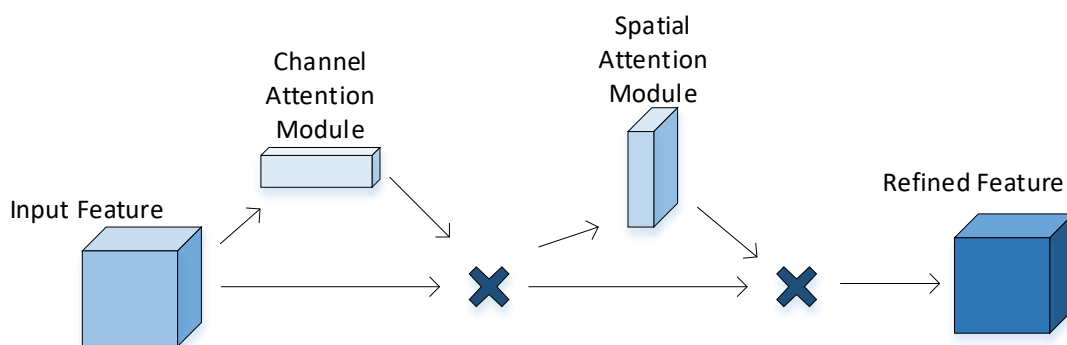 Input Feature
Channel
Attention
Module
Spatial
Attention
Module
Refined Feature